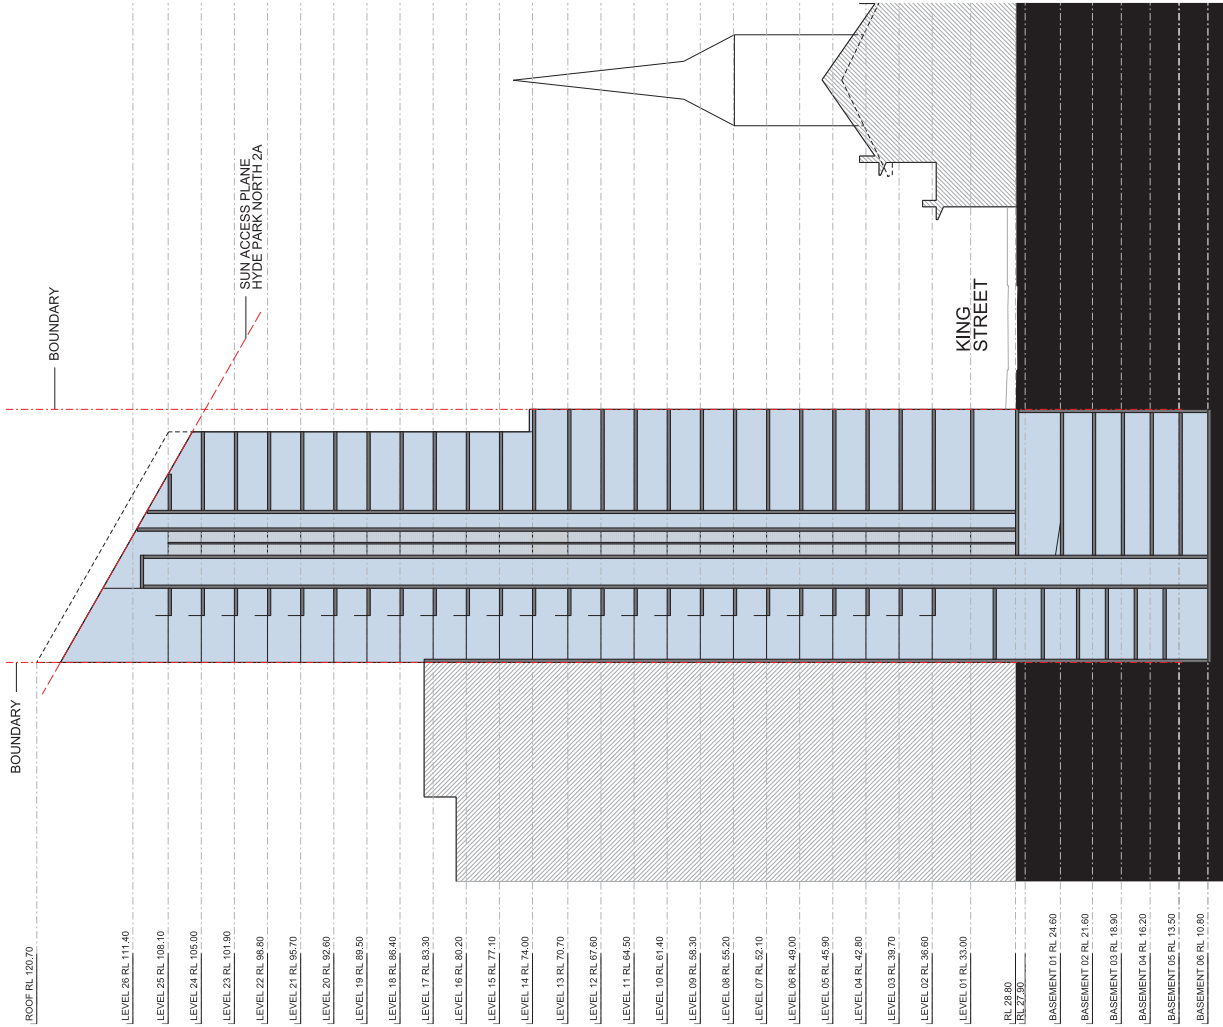 BOUNDARY
SUN ACCESS PLANE
HYDE PARK NORTH 2A
BOUNDARY
KING
STREET
ROOF RL 120.70
LEVEL 26 RL 111.40
LEVEL 25 RL 108.10
LEVEL 24 RL 105.00
LEVEL 23 RL 101.90
LEVEL 22 RL 98.80
LEVEL 21 RL 95.70
LEVEL 20 RL 92.60
LEVEL 19 RL 89.50
LEVEL 18 RL 86.40
LEVEL 17 RL 83.30
LEVEL 16 RL 80.20
LEVEL 15 RL 77.10
LEVEL 14 RL 74.00
LEVEL 13 RL 70.70
LEVEL 12 RL 67.60
LEVEL 11 RL 64.50
LEVEL 10 RL 61.40
LEVEL 09 RL 58.30
LEVEL 08 RL 55.20
LEVEL 07 RL 52.10
LEVEL 06 RL 49.00
LEVEL 05 RL 45.90
LEVEL 04 RL 42.80
LEVEL 03 RL 39.70
LEVEL 02 RL 36.60
LEVEL 01 RL 33.00
RL 28.80
RL 27.90
BASEMENT 01 RL 24.60
BASEMENT 02 RL 21.60
BASEMENT 03 RL 18.90
BASEMENT 04 RL 16.20
BASEMENT 05 RL 13.50
BASEMENT 06 RL 10.80